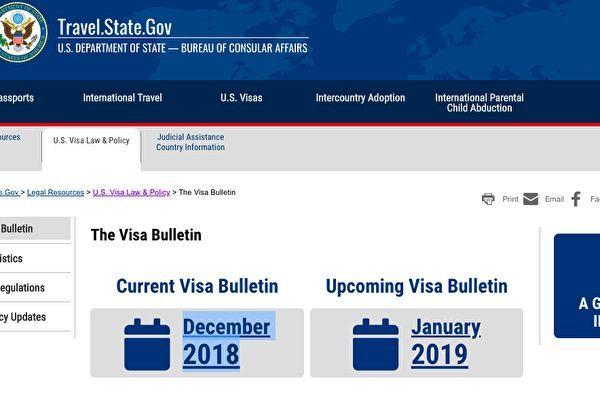 Travel.State.Gov
U.S. DEPARTMENT OF STATE — BUREAU OF CONSULAR AFFAIRS
assports
International Travel
U.S. Visas
Intercountry Adoption
International Parental
Child Abduction
ources
U.S. Visa Law & Policy
Judicial Assistance
Country Information
e.Gov > Legal Resources > U.S. Visa Law & Policy > The Visa Bulletin
Print
Email
Fa
Bulletin
istics
egulations
cy Updates
The Visa Bulletin
Current Visa Bulletin
December
2018
Upcoming Visa Bulletin
January
2019
A G